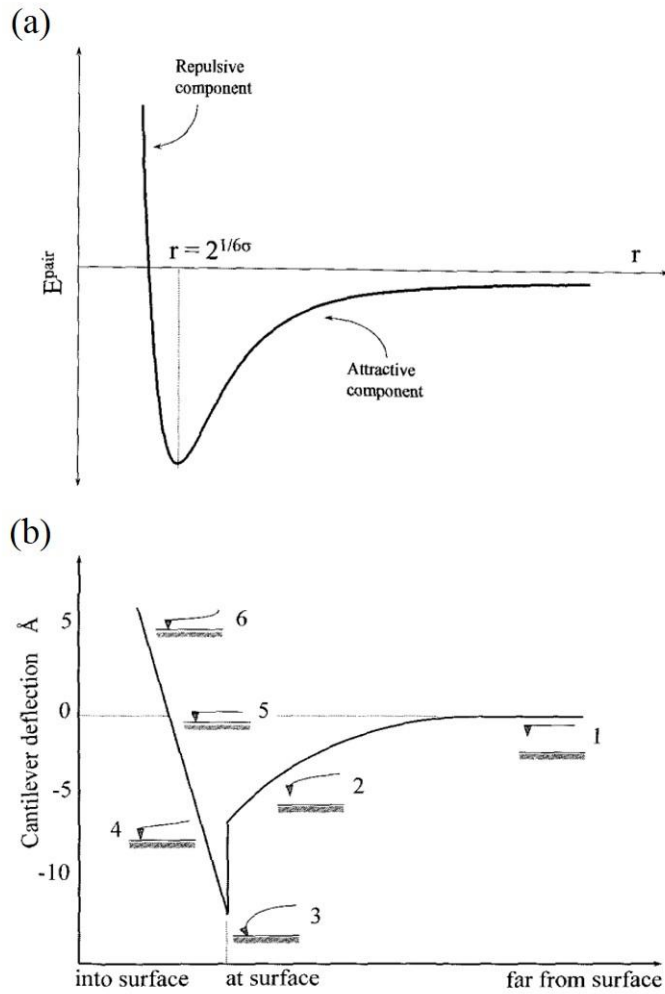 (a)
Repulsive
component
r = 2^1/6σ
r
E^pair
Attractive
component
(b)
Cantilever deflection Å
5
0
-5
-10
6
5
1
2
4
3
into surface
at surface
far from surface